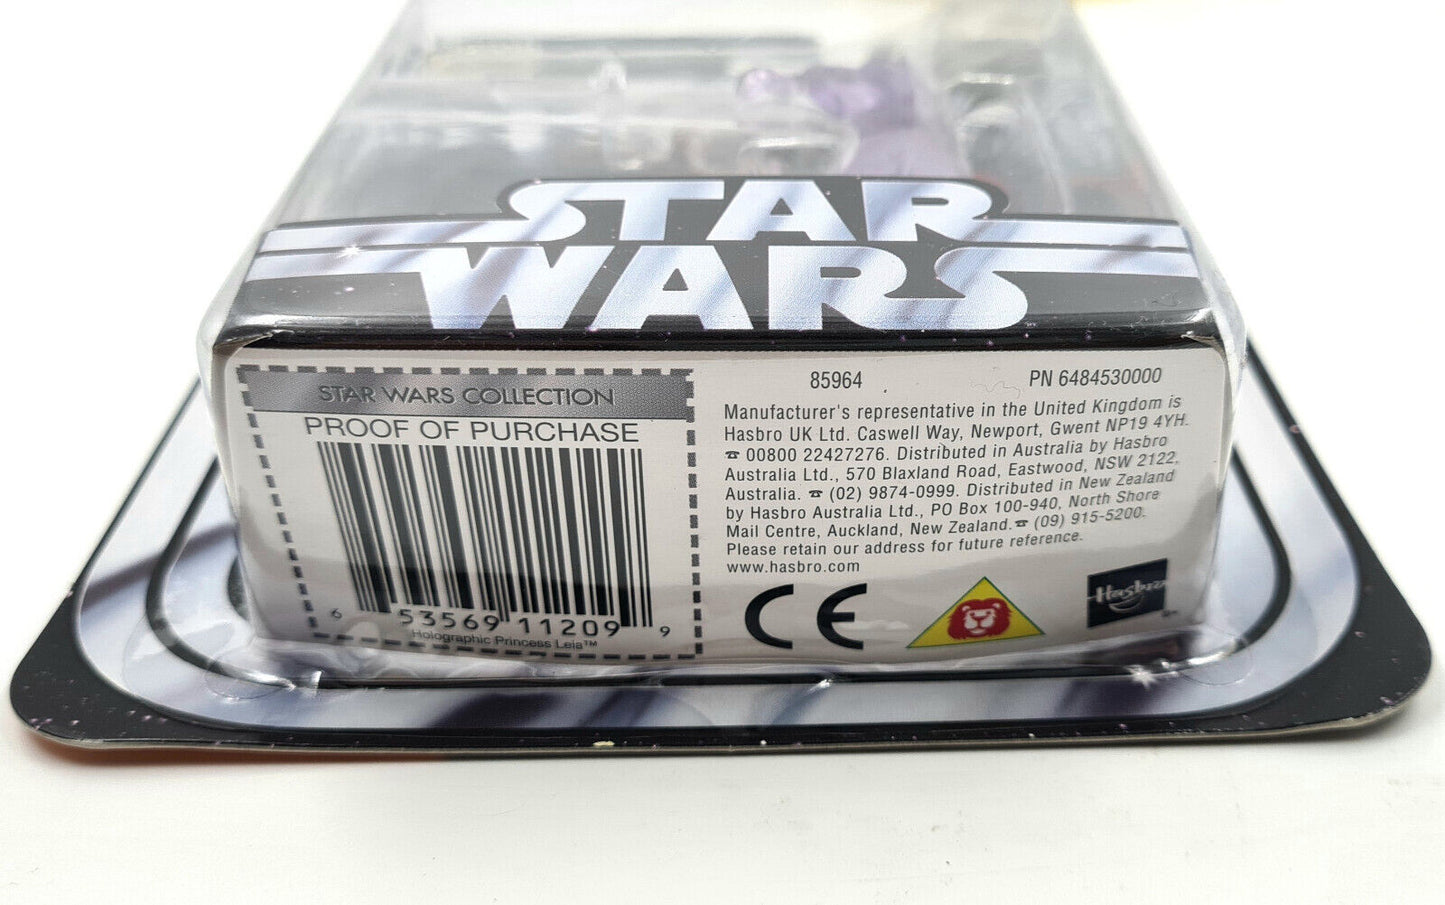 STAR
WARS
STAR WARS COLLECTION
PROOF OF PURCHASE
6 53569 11209 9
Holographic Princess Leia™
85964
PN 6484530000
Manufacturer's representative in the United Kingdom is
Hasbro UK Ltd. Caswell Way, Newport, Gwent NP19 4YH.
☎ 00800 22427276. Distributed in Australia by Hasbro
Australia Ltd., 570 Blaxland Road, Eastwood, NSW 2122,
Australia. ☎ (02) 9874-0999. Distributed in New Zealand
by Hasbro Australia Ltd., PO Box 100-940, North Shore
Mail Centre, Auckland, New Zealand.☎ (09) 915-5200.
Please retain our address for future reference.
www.hasbro.com
CE
Hasbro